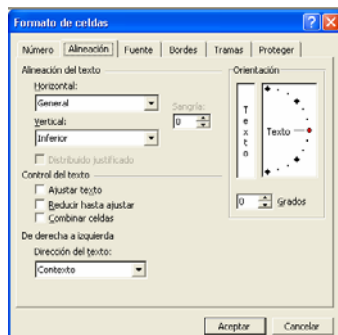 Formato de celdas
Número Alineación Fuente Bordes Tramas Proteger
Alineación del texto
Horizontal:
General
Sangría:
Vertical:
0
Inferior
Distribuido justificado
Control del texto
Ajustar texto
Reducir hasta ajustar
Combinar celdas
De derecha a izquierda
Dirección del texto:
Contexto
Orientación
Texto
Texto
0 Grados
Aceptar Cancelar